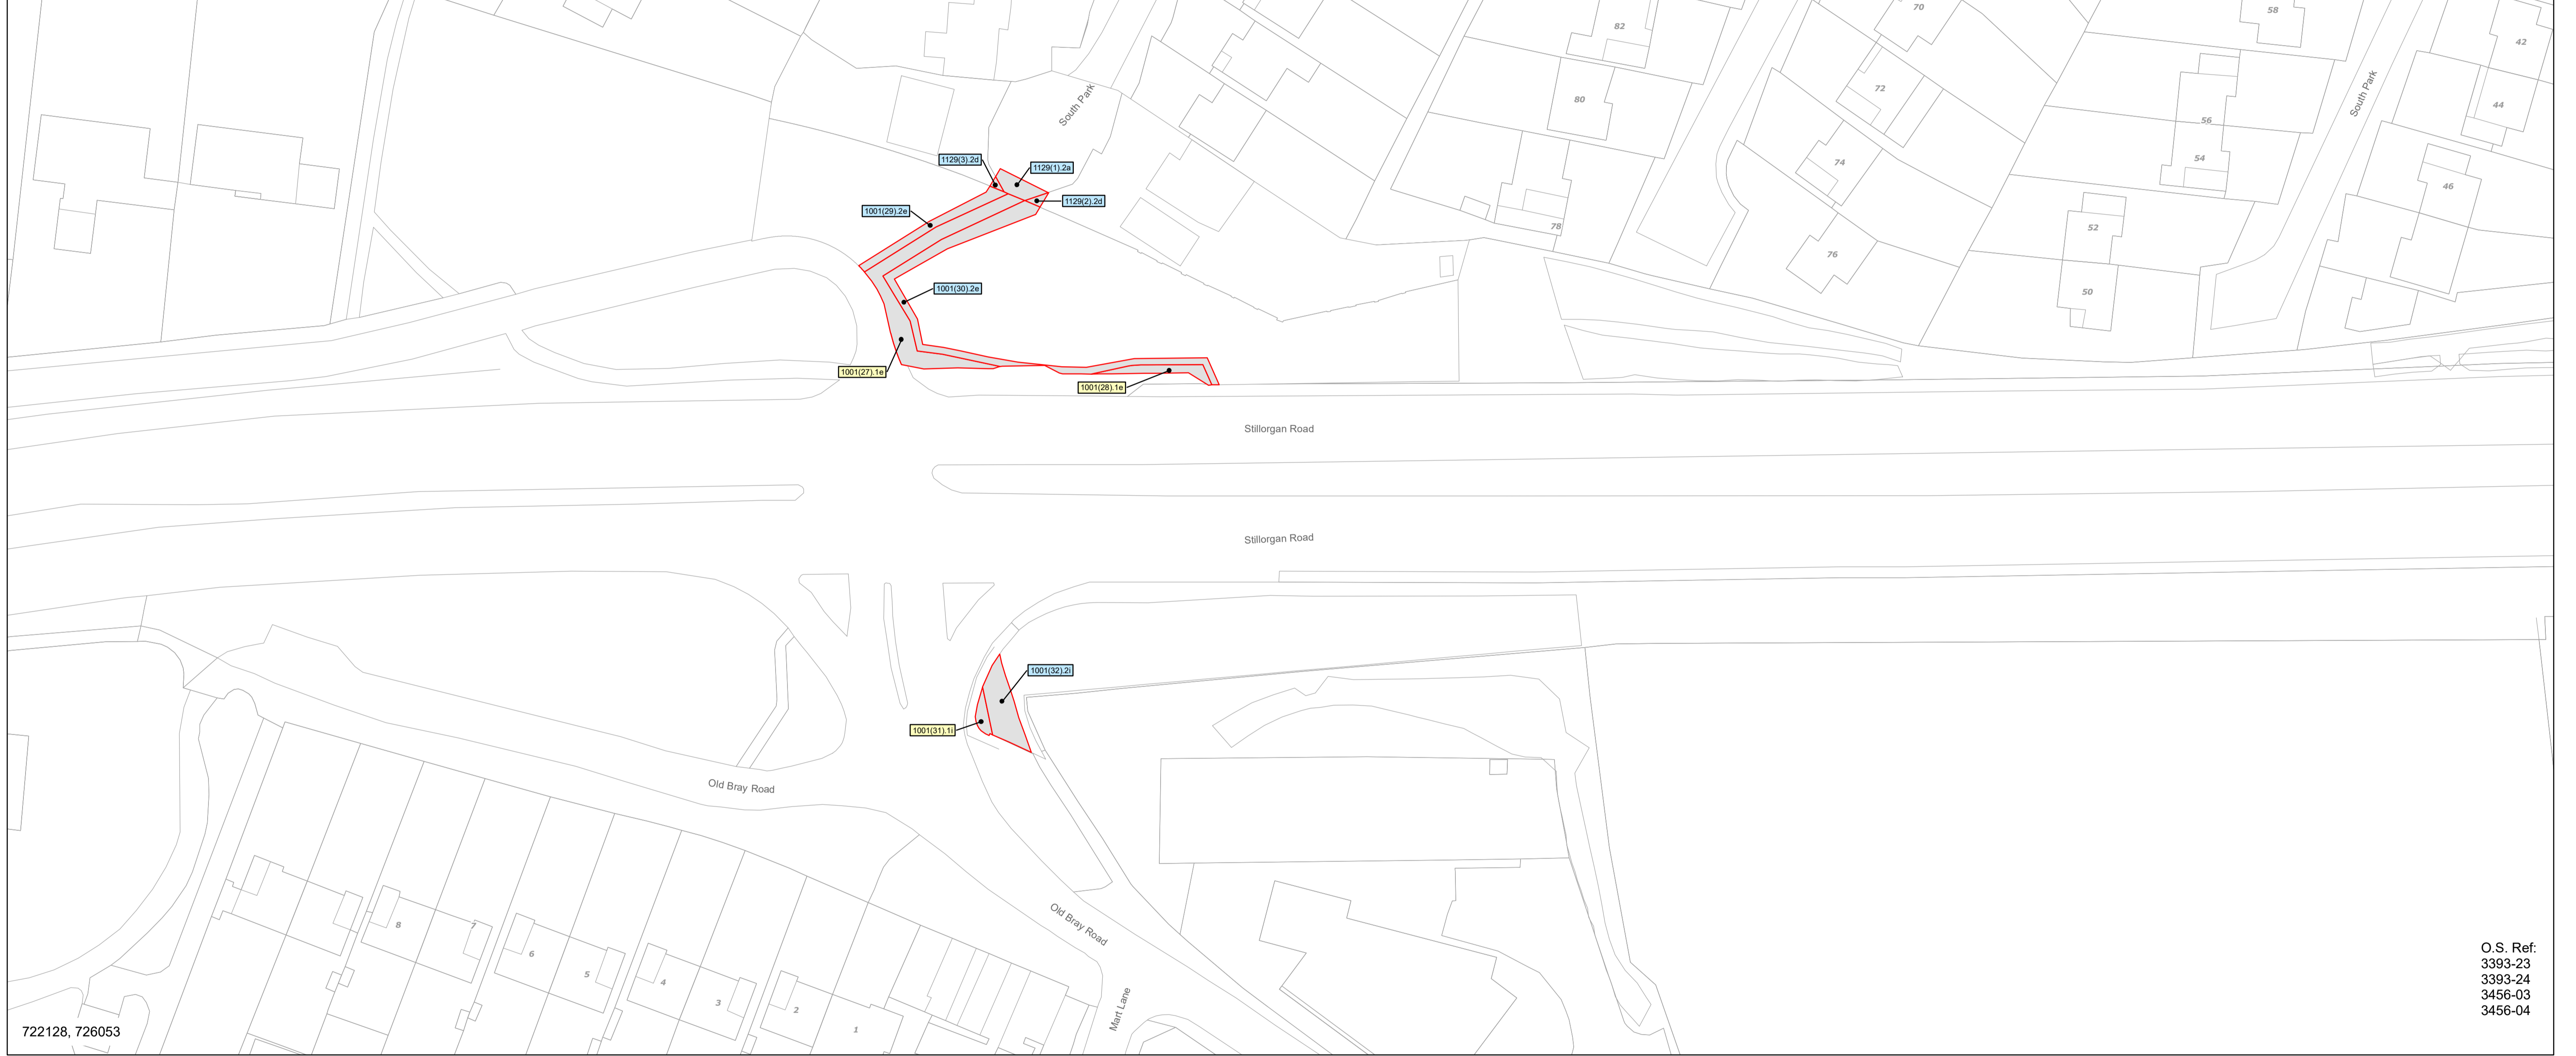 70
58
82
42
South Park
72
South Park
80
44
56
1129(3).2d
1129(1).2a
74
54
46
1129(2).2d
1001(29).2e
78
52
76
1001(30).2e
50
1001(27).1e
1001(28).1e
Stillorgan Road
Stillorgan Road
1001(32).2i
1001(31).1i
Old Bray Road
Old Bray Road
8
7
6
5
4
3
2
1
Mart Lane
O.S. Ref:
3393-23
3393-24
3456-03
3456-04
722128, 726053